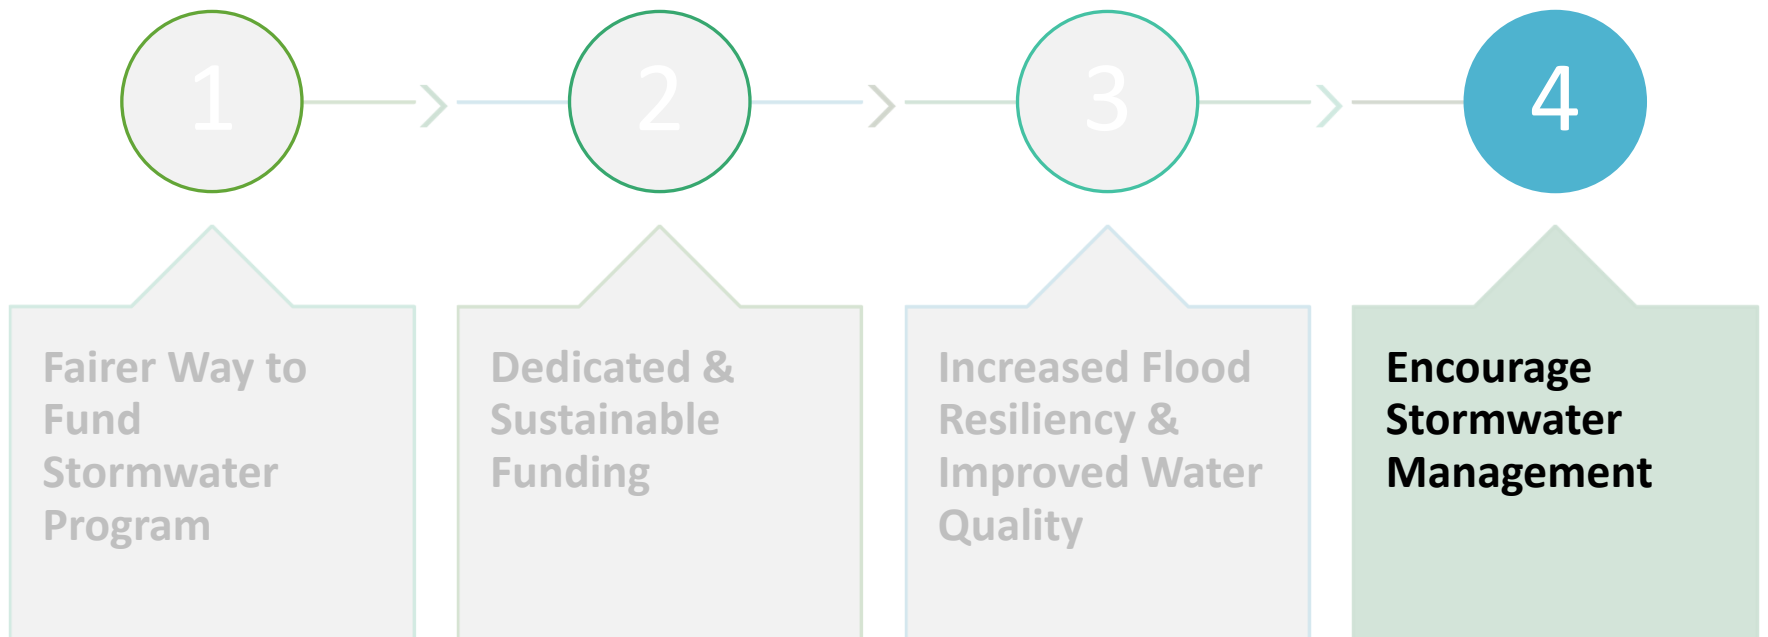 1
2
3
4
Fairer Way to
Fund
Stormwater
Program
Dedicated &
Sustainable
Funding
Increased Flood
Resiliency &
Improved Water
Quality
Encourage
Stormwater
Management